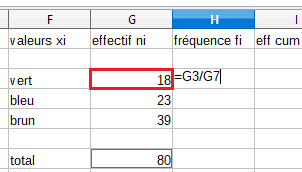 F G H I
valeurs xi effectif ni fréquence fi eff cum
vert 18 =G3/G7
bleu 23
brun 39
total 80